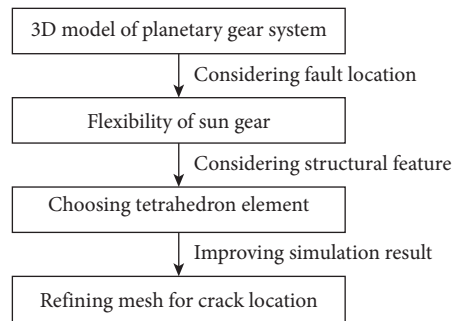 3D model of planetary gear system
Considering fault location
Flexibility of sun gear
Considering structural feature
Choosing tetrahedron element
Improving simulation result
Refining mesh for crack location